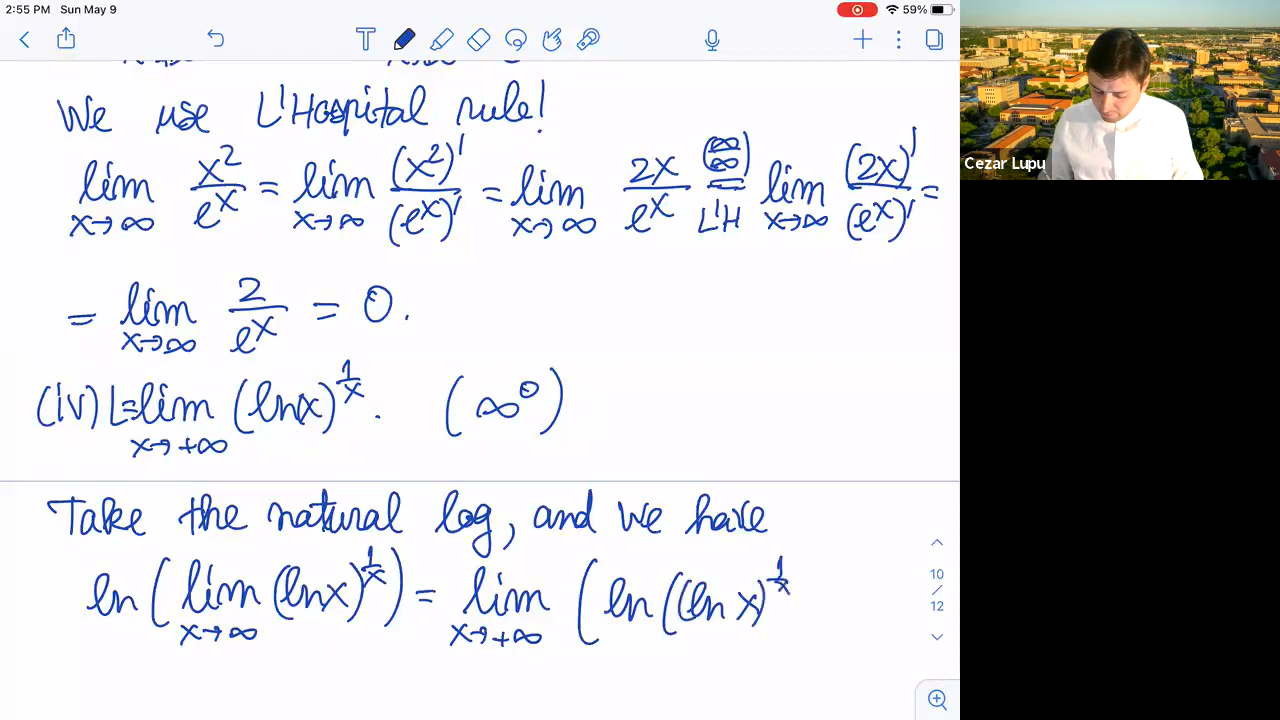 2:55 PM Sun May 9
59%
We use L'Hospital rule!
lim x→∞ x²/eˣ = lim x→∞ (x²)'/(eˣ)' = lim x→∞ 2x/eˣ (∞/∞) = L'H lim x→∞ (2x)'/(eˣ)' =
= lim x→∞ 2/eˣ = 0.
(iv) L=lim x→+∞ (lnx)^(1/x). (∞⁰)
Take the natural log, and we have
ln(lim x→∞ (lnx)^(1/x)) = lim x→+∞ (ln((ln x)^(1/x)
10
/
12
Cezar Lupu